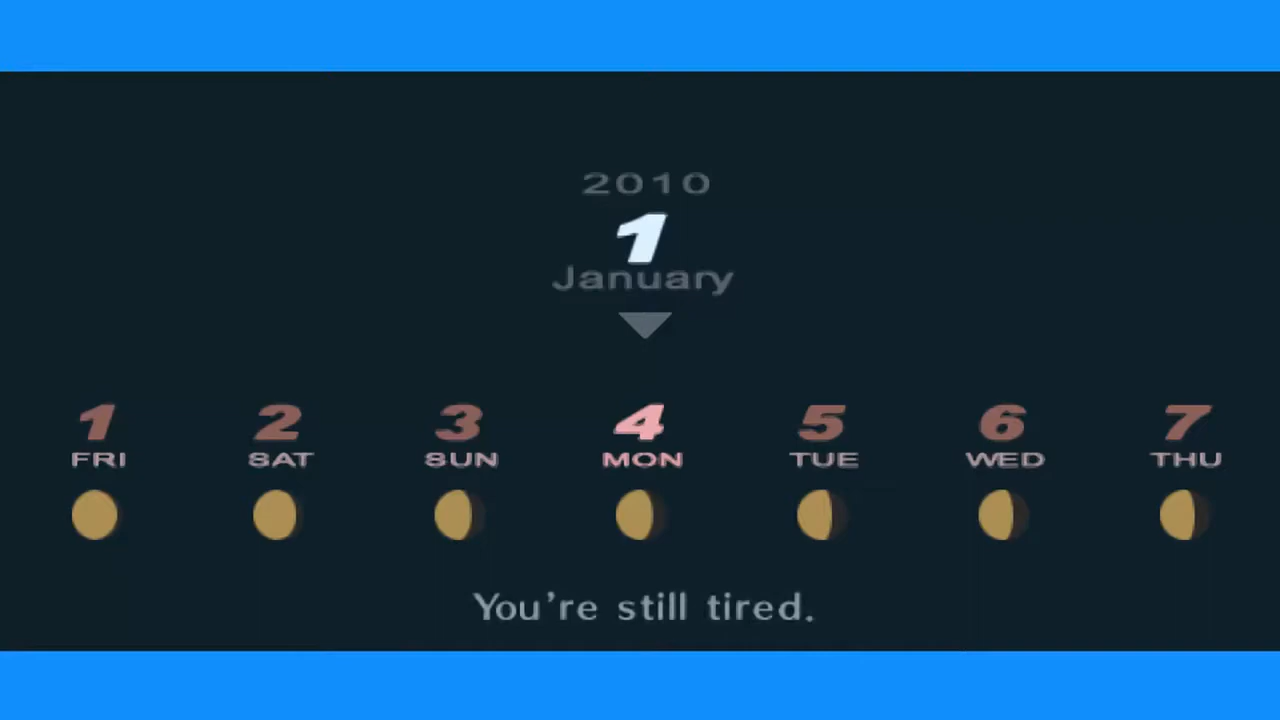 2010
1
January
1 2 3 4 5 6 7
FRI SAT SUN MON TUE WED THU
You're still tired.